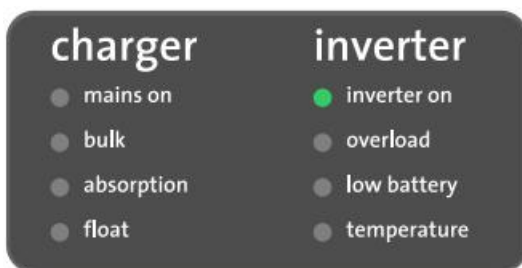 charger
mains on
bulk
absorption
float
inverter
inverter on
overload
low battery
temperature